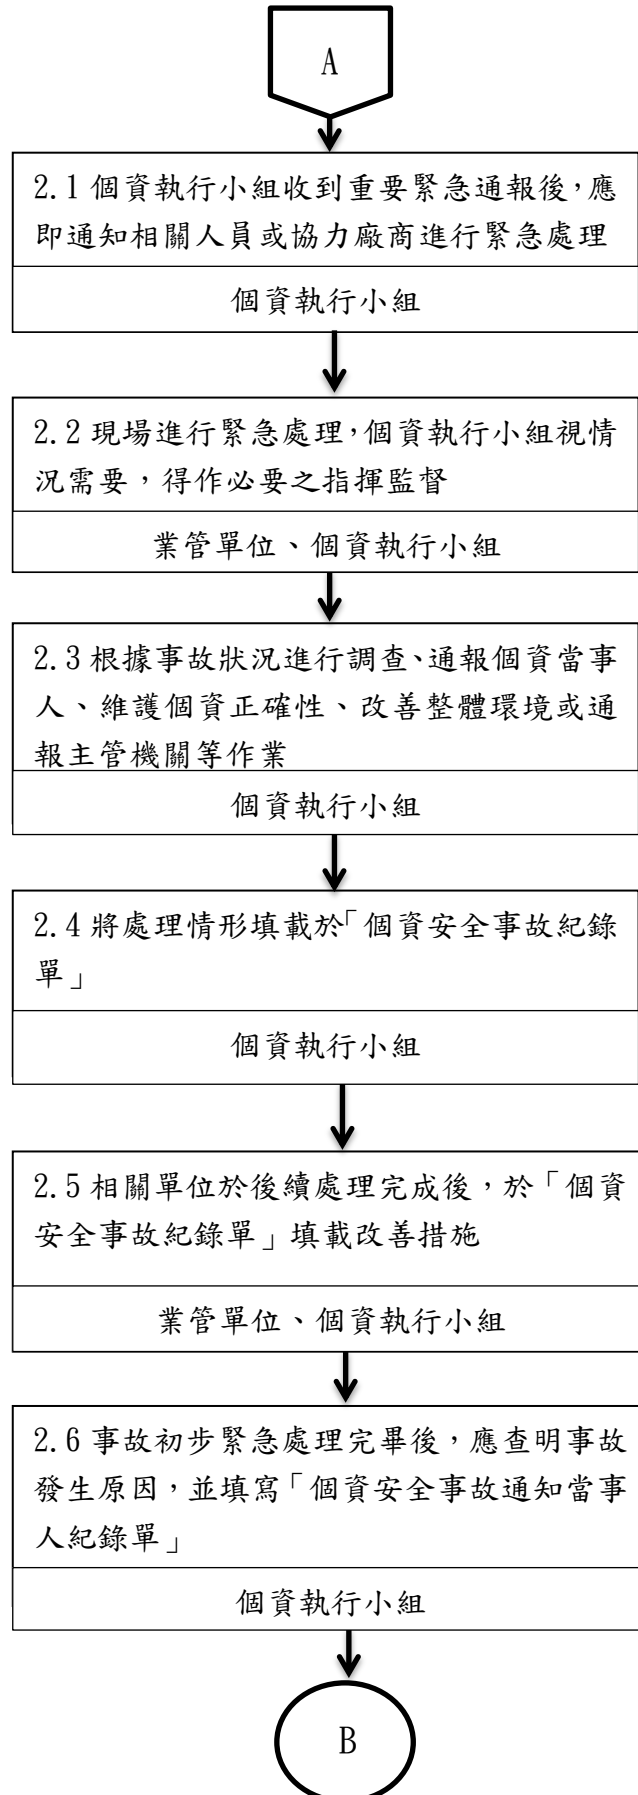 A
2.1 個資執行小組收到重要緊急通報後，應
即通知相關人員或協力廠商進行緊急處理
個資執行小組
2.2 現場進行緊急處理，個資執行小組視情
況需要，得作必要之指揮監督
業管單位、個資執行小組
2.3 根據事故狀況進行調查、通報個資當事
人、維護個資正確性、改善整體環境或通
報主管機關等作業
個資執行小組
2.4 將處理情形填載於「個資安全事故紀錄
單」
個資執行小組
2.5 相關單位於後續處理完成後，於「個資
安全事故紀錄單」填載改善措施
業管單位、個資執行小組
2.6 事故初步緊急處理完畢後，應查明事故
發生原因，並填寫「個資安全事故通知當事
人紀錄單」
個資執行小組
B